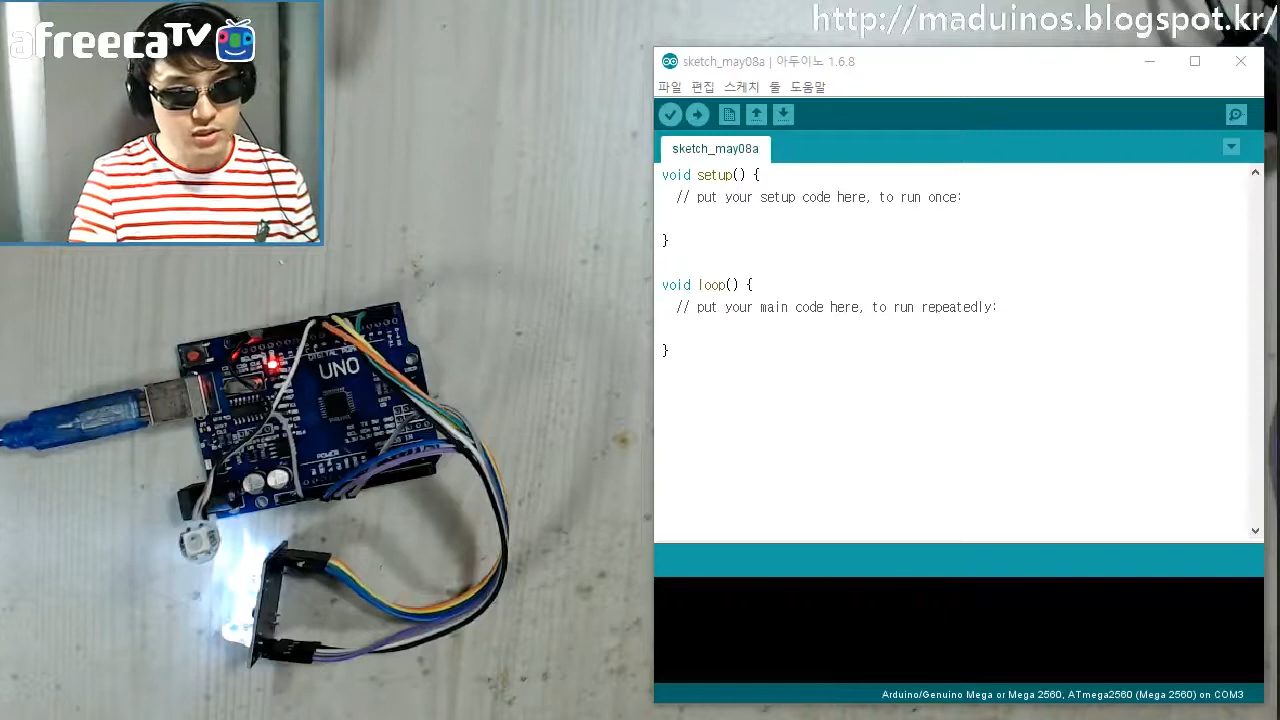 afreecaTV
http://maduinos.blogspot.kr/
sketch_may08a | 아두이노 1.6.8
파일 편집 스케치 툴 도움말
sketch_may08a
void setup() {
// put your setup code here, to run once:
}
void loop() {
// put your main code here, to run repeatedly:
}
Arduino/Genuino Mega or Mega 2560, ATmega2560 (Mega 2560) on COM3
DIGITAL PWM
UNO
POWER